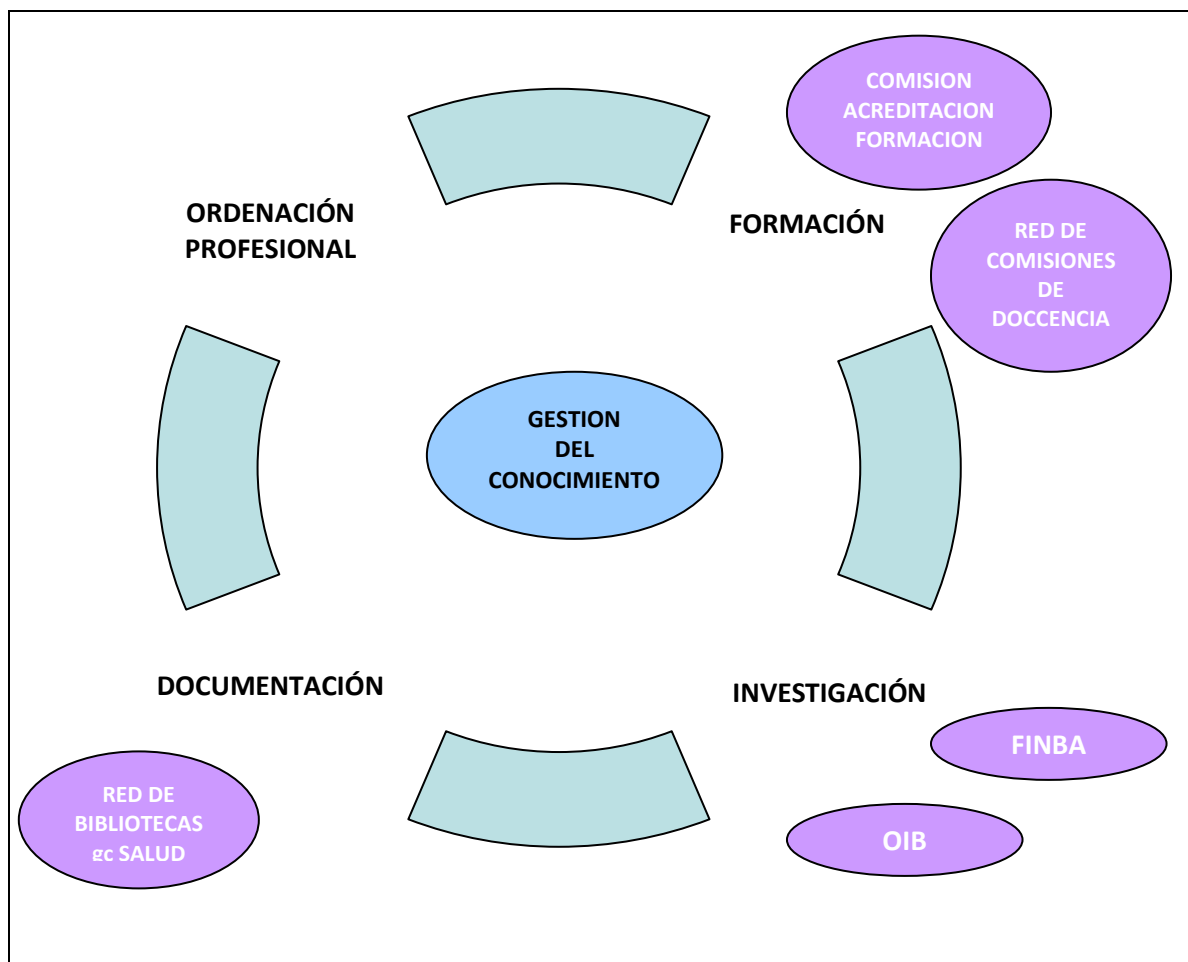 COMISION
ACREDITACION
FORMACION
ORDENACIÓN
PROFESIONAL
FORMACIÓN
RED DE
COMISIONES
DE
DOCCENCIA
GESTION
DEL
CONOCIMIENTO
DOCUMENTACIÓN
INVESTIGACIÓN
FINBA
OIB
RED DE
BIBLIOTECAS
gc SALUD